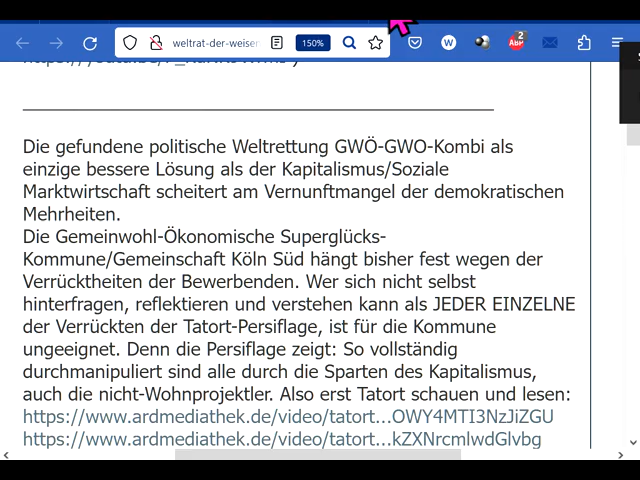 weltrat-der-weisen
150%
W
ABP
2
Die gefundene politische Weltrettung GWÖ-GWO-Kombi als
einzige bessere Lösung als der Kapitalismus/Soziale
Marktwirtschaft scheitert am Vernunftmangel der demokratischen
Mehrheiten.
Die Gemeinwohl-Ökonomische Superglücks-
Kommune/Gemeinschaft Köln Süd hängt bisher fest wegen der
Verrücktheiten der Bewerbenden. Wer sich nicht selbst
hinterfragen, reflektieren und verstehen kann als JEDER EINZELNE
der Verrückten der Tatort-Persiflage, ist für die Kommune
ungeeignet. Denn die Persiflage zeigt: So vollständig
durchmanipuliert sind alle durch die Sparten des Kapitalismus,
auch die nicht-Wohnprojektler. Also erst Tatort schauen und lesen:
https://www.ardmediathek.de/video/tatort...OWY4MTI3NzJiZGU
https://www.ardmediathek.de/video/tatort...kZXNrcmlwdGlvbg